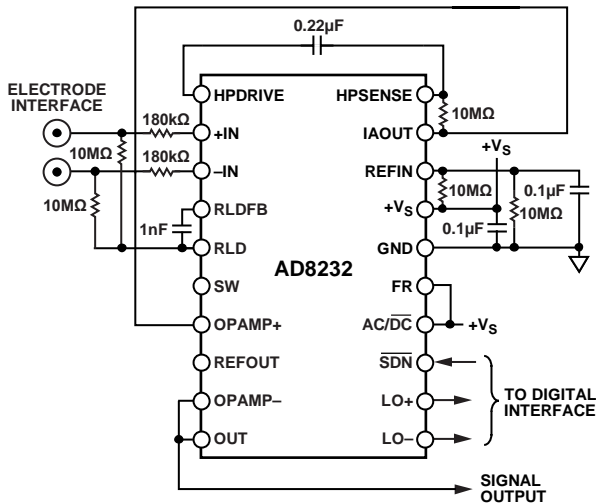 0.22µF
ELECTRODE
INTERFACE
HPDRIVE
HPSENSE
180kΩ
10MΩ
+IN
IAOUT
+VS
10MΩ
180kΩ
–IN
REFIN
10MΩ
0.1µF
10MΩ
RLDFB
+VS
10MΩ
1nF
0.1µF
RLD
GND
AD8232
SW
FR
OPAMP+
AC/DC
+VS
REFOUT
SDN
OPAMP–
LO+
TO DIGITAL
INTERFACE
OUT
LO–
SIGNAL
OUTPUT